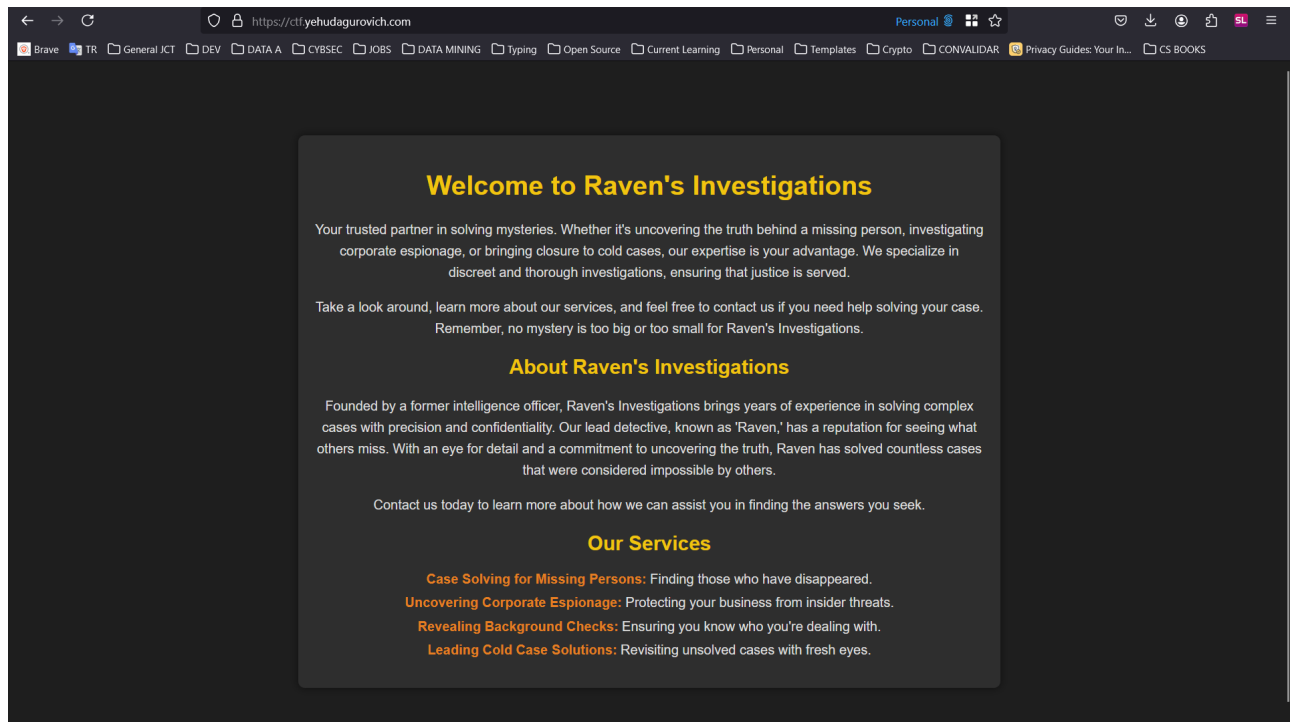 https://ctf.yehudagurovich.com
Personal
SL
Brave TR General JCT DEV DATA A CYBSEC JOBS DATA MINING Typing Open Source Current Learning Personal Templates Crypto CONVALIDAR Privacy Guides: Your In... CS BOOKS
Welcome to Raven's Investigations
Your trusted partner in solving mysteries. Whether it's uncovering the truth behind a missing person, investigating
corporate espionage, or bringing closure to cold cases, our expertise is your advantage. We specialize in
discreet and thorough investigations, ensuring that justice is served.
Take a look around, learn more about our services, and feel free to contact us if you need help solving your case.
Remember, no mystery is too big or too small for Raven's Investigations.
About Raven's Investigations
Founded by a former intelligence officer, Raven's Investigations brings years of experience in solving complex
cases with precision and confidentiality. Our lead detective, known as 'Raven,' has a reputation for seeing what
others miss. With an eye for detail and a commitment to uncovering the truth, Raven has solved countless cases
that were considered impossible by others.
Contact us today to learn more about how we can assist you in finding the answers you seek.
Our Services
Case Solving for Missing Persons: Finding those who have disappeared.
Uncovering Corporate Espionage: Protecting your business from insider threats.
Revealing Background Checks: Ensuring you know who you're dealing with.
Leading Cold Case Solutions: Revisiting unsolved cases with fresh eyes.